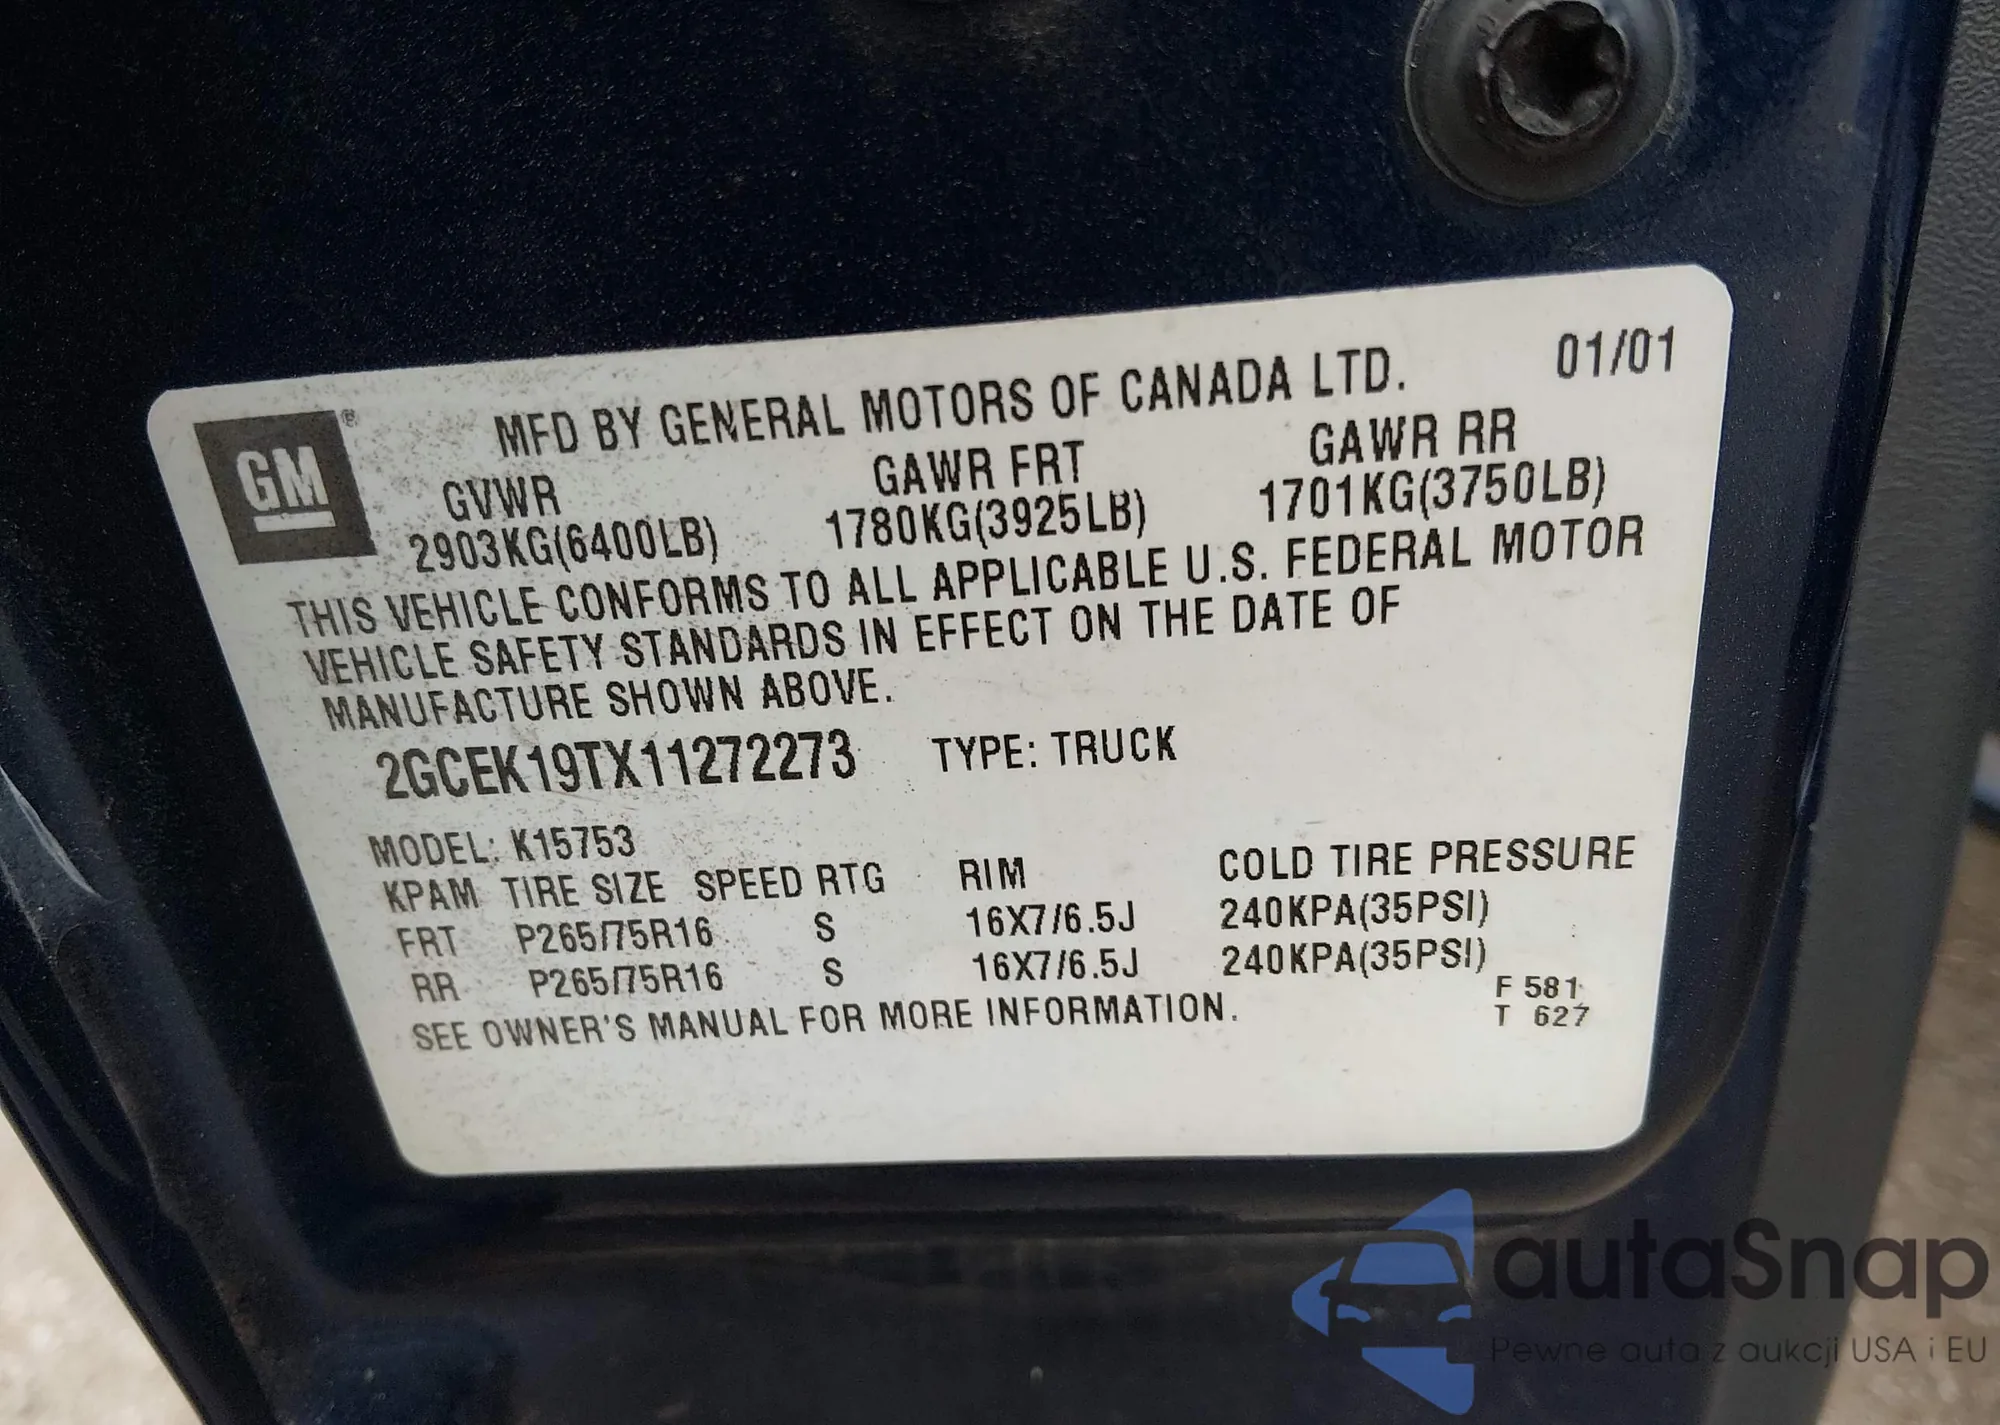 GM ®
MFD BY GENERAL MOTORS OF CANADA LTD. 01/01
GVWR GAWR FRT GAWR RR
2903KG(6400LB) 1780KG(3925LB) 1701KG(3750LB)
THIS VEHICLE CONFORMS TO ALL APPLICABLE U.S. FEDERAL MOTOR
VEHICLE SAFETY STANDARDS IN EFFECT ON THE DATE OF
MANUFACTURE SHOWN ABOVE.
2GCEK19TX11272273 TYPE: TRUCK
MODEL: K15753
KPAM TIRE SIZE SPEED RTG RIM COLD TIRE PRESSURE
FRT P265/75R16 S 16X7/6.5J 240KPA(35PSI)
RR P265/75R16 S 16X7/6.5J 240KPA(35PSI)
SEE OWNER'S MANUAL FOR MORE INFORMATION.
F 581
T 627
autaSnap
Pewne auta z aukcji USA i EU